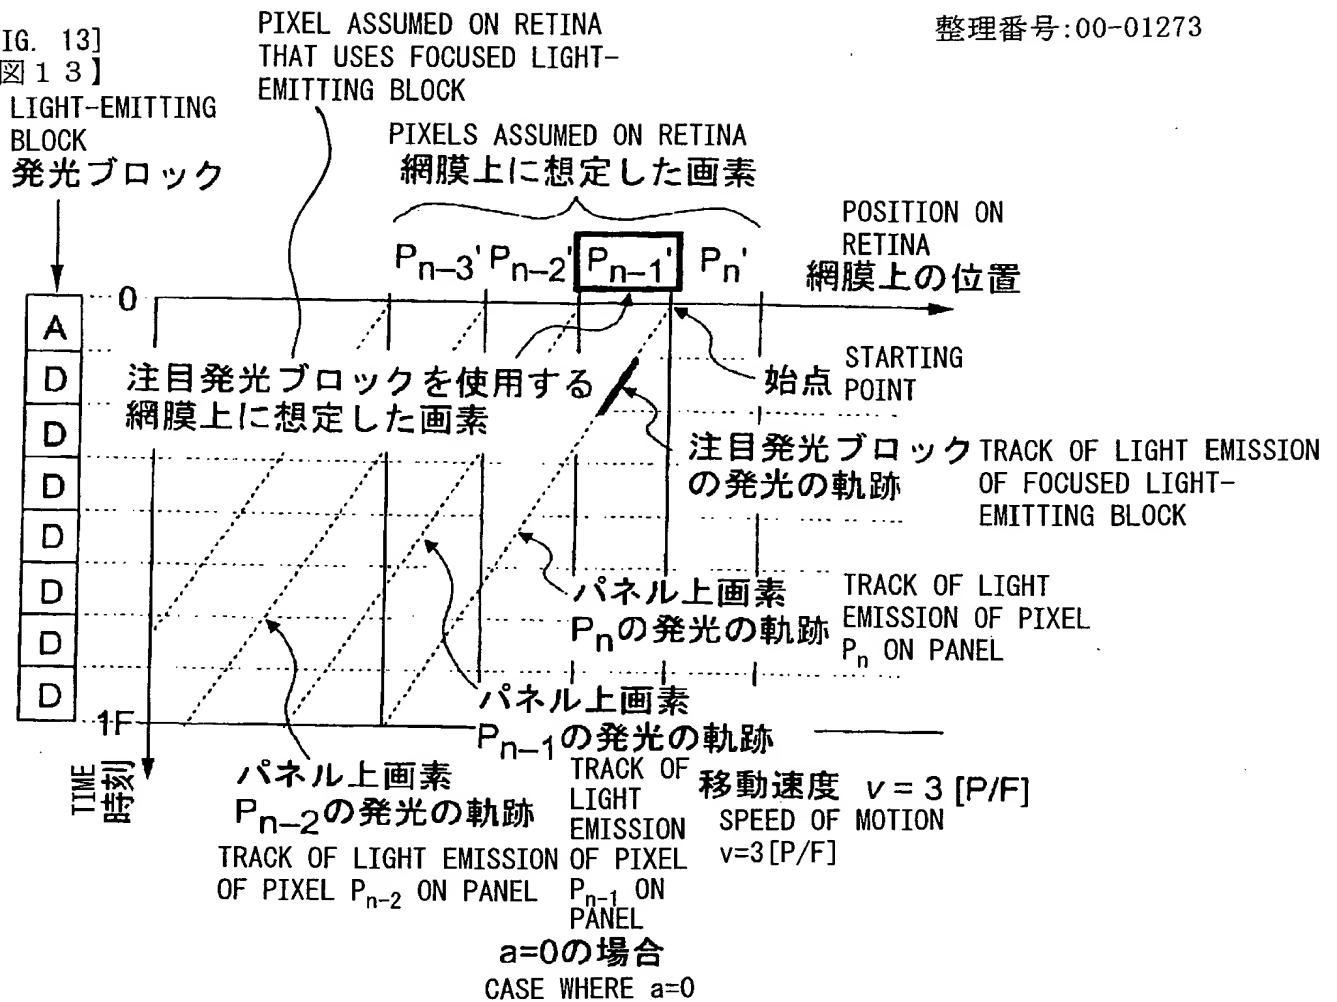 IG. 13]
図13】
整理番号:00-01273
PIXEL ASSUMED ON RETINA
THAT USES FOCUSED LIGHT-
EMITTING BLOCK
LIGHT-EMITTING
BLOCK
発光ブロック
PIXELS ASSUMED ON RETINA
網膜上に想定した画素
POSITION ON
RETINA
網膜上の位置
Pn-3' Pn-2' Pn-1' Pn'
0
A
D
D
D
D
D
D
D
注目発光ブロックを使用する
網膜上に想定した画素
始点
STARTING
POINT
注目発光ブロック
の発光の軌跡
TRACK OF LIGHT EMISSION
OF FOCUSED LIGHT-
EMITTING BLOCK
パネル上画素
Pnの発光の軌跡
TRACK OF LIGHT
EMISSION OF PIXEL
Pn ON PANEL
パネル上画素
Pn-1の発光の軌跡
TRACK OF
LIGHT
EMISSION
OF PIXEL
Pn-1 ON
PANEL
1F
TIME
時刻
パネル上画素
Pn-2の発光の軌跡
TRACK OF LIGHT EMISSION
OF PIXEL Pn-2 ON PANEL
移動速度 v = 3 [P/F]
SPEED OF MOTION
v=3[P/F]
a=0の場合
CASE WHERE a=0